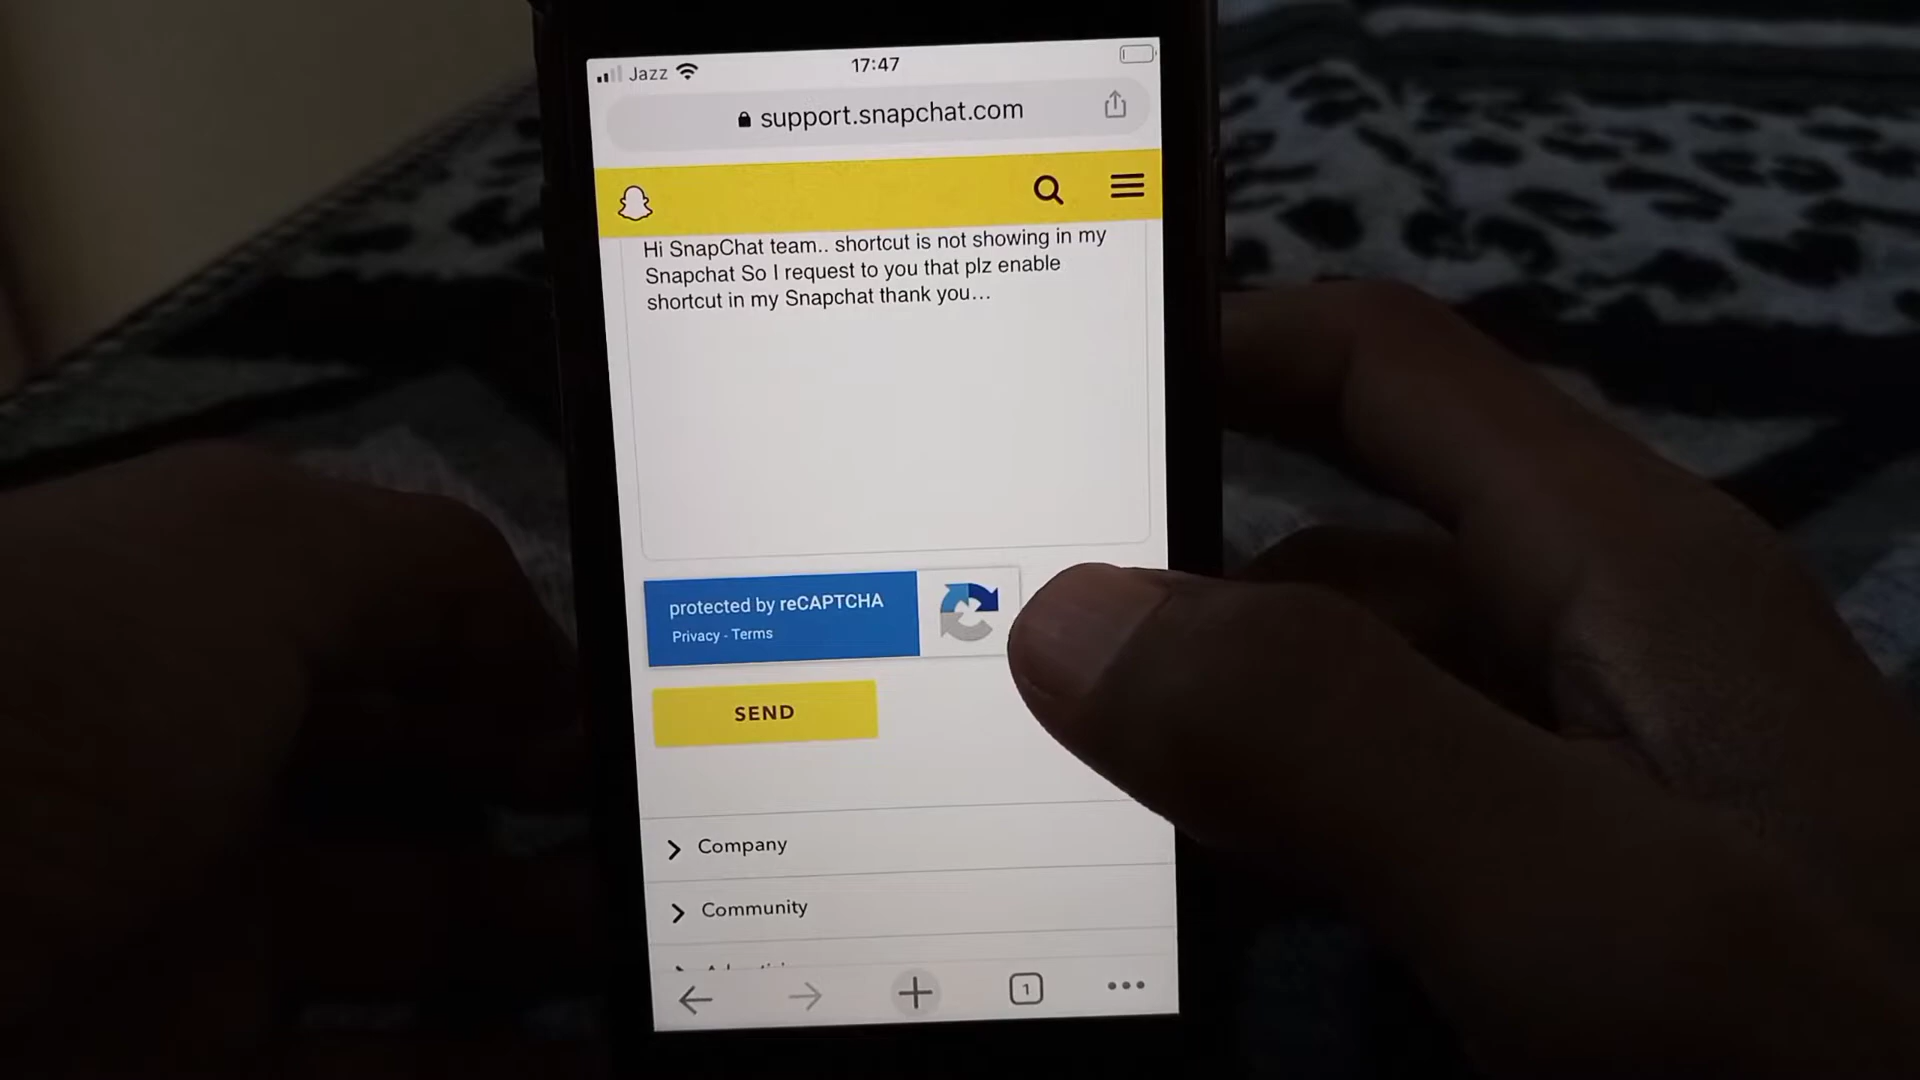 Jazz
17:47
support.snapchat.com
Hi SnapChat team.. shortcut is not showing in my
Snapchat So I request to you that plz enable
shortcut in my Snapchat thank you...
protected by reCAPTCHA
Privacy - Terms
SEND
Company
Community
1